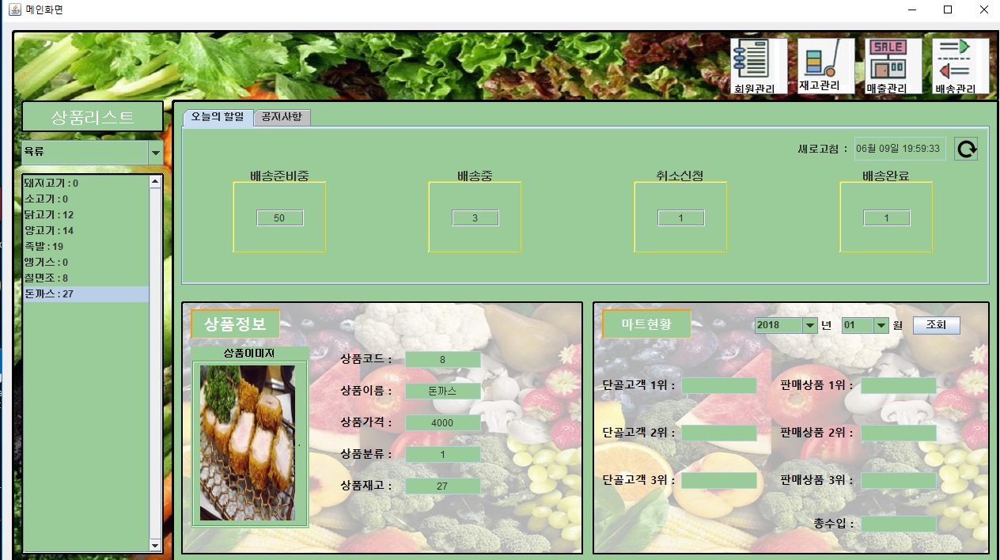 메인화면
회원관리
재고관리
SALE
매출관리
배송관리
상품리스트
육류
돼지고기 : 0
소고기 : 0
닭고기 : 12
양고기 : 14
족발 : 19
앵거스 : 0
칠면조 : 8
돈까스 : 27
오늘의 할일
공지사항
새로고침 : 06월 09일 19:59:33
배송준비중
50
배송중
3
취소신청
1
배송완료
1
상품정보
상품이미지
상품코드 : 8
상품이름 : 돈까스
상품가격 : 4000
상품분류 : 1
상품재고 : 27
마트현황
2018 년 01 월 조회
단골고객 1위 : 판매상품 1위 :
단골고객 2위 : 판매상품 2위 :
단골고객 3위 : 판매상품 3위 :
총수입 :